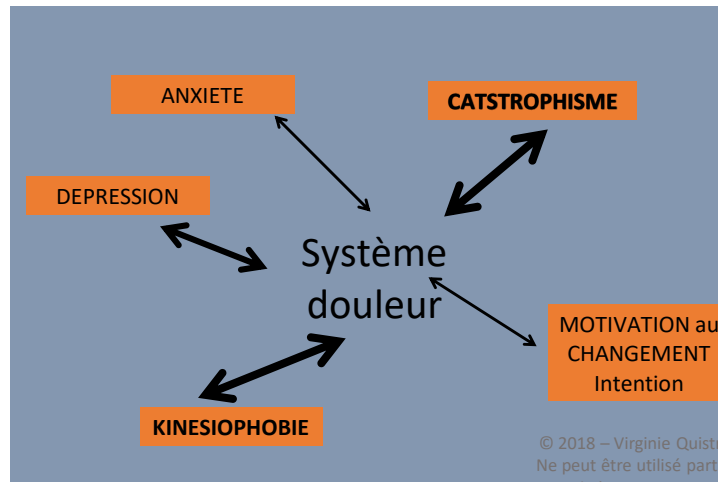 ANXIETE
CATSTROPHISME
DEPRESSION
Système
douleur
MOTIVATION au
CHANGEMENT
Intention
KINESIOPHOBIE
© 2018 – Virginie Quist
Ne peut être utilisé part